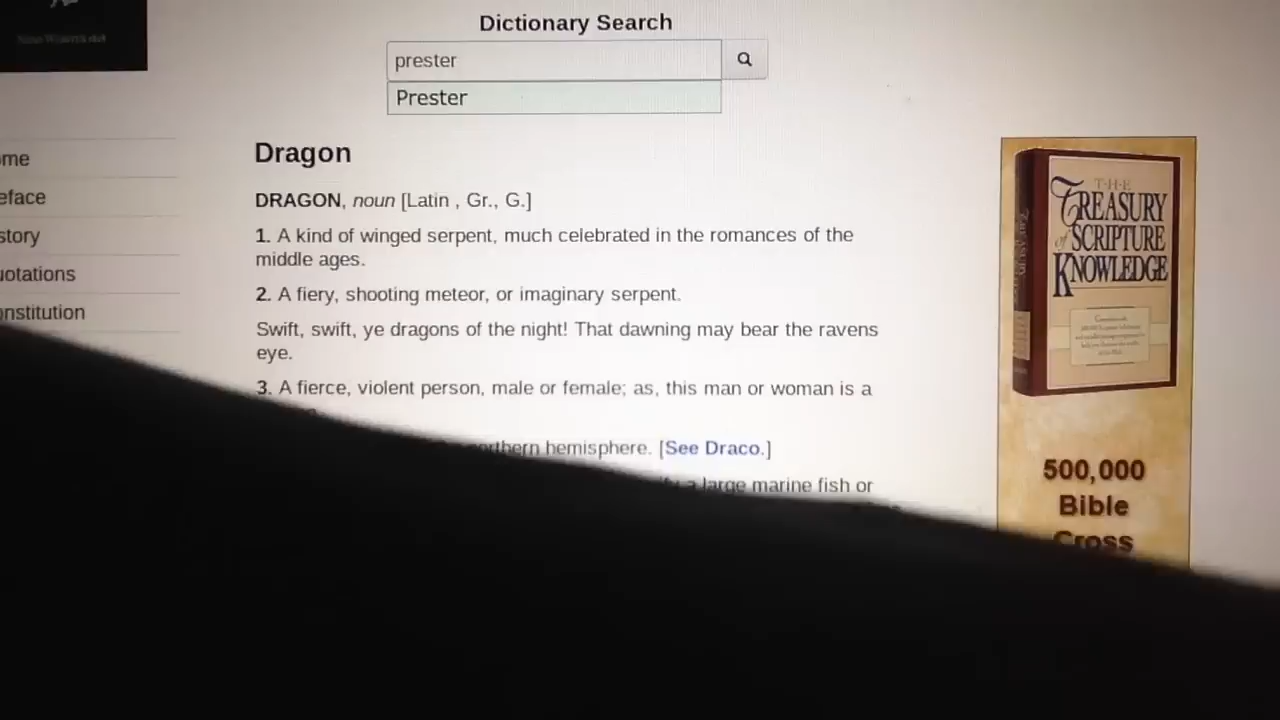 Dictionary Search
prester
Prester
Dragon
DRAGON, noun [Latin , Gr., G.]
1. A kind of winged serpent, much celebrated in the romances of the
middle ages.
2. A fiery, shooting meteor, or imaginary serpent.
Swift, swift, ye dragons of the night! That dawning may bear the ravens
eye.
3. A fierce, violent person, male or female; as, this man or woman is a
northern hemisphere. [See Draco.]
a large marine fish or
ome
eface
story
uotations
onstitution
THE
TREASURY
of SCRIPTURE
KNOWLEDGE
500,000
Bible
Cross